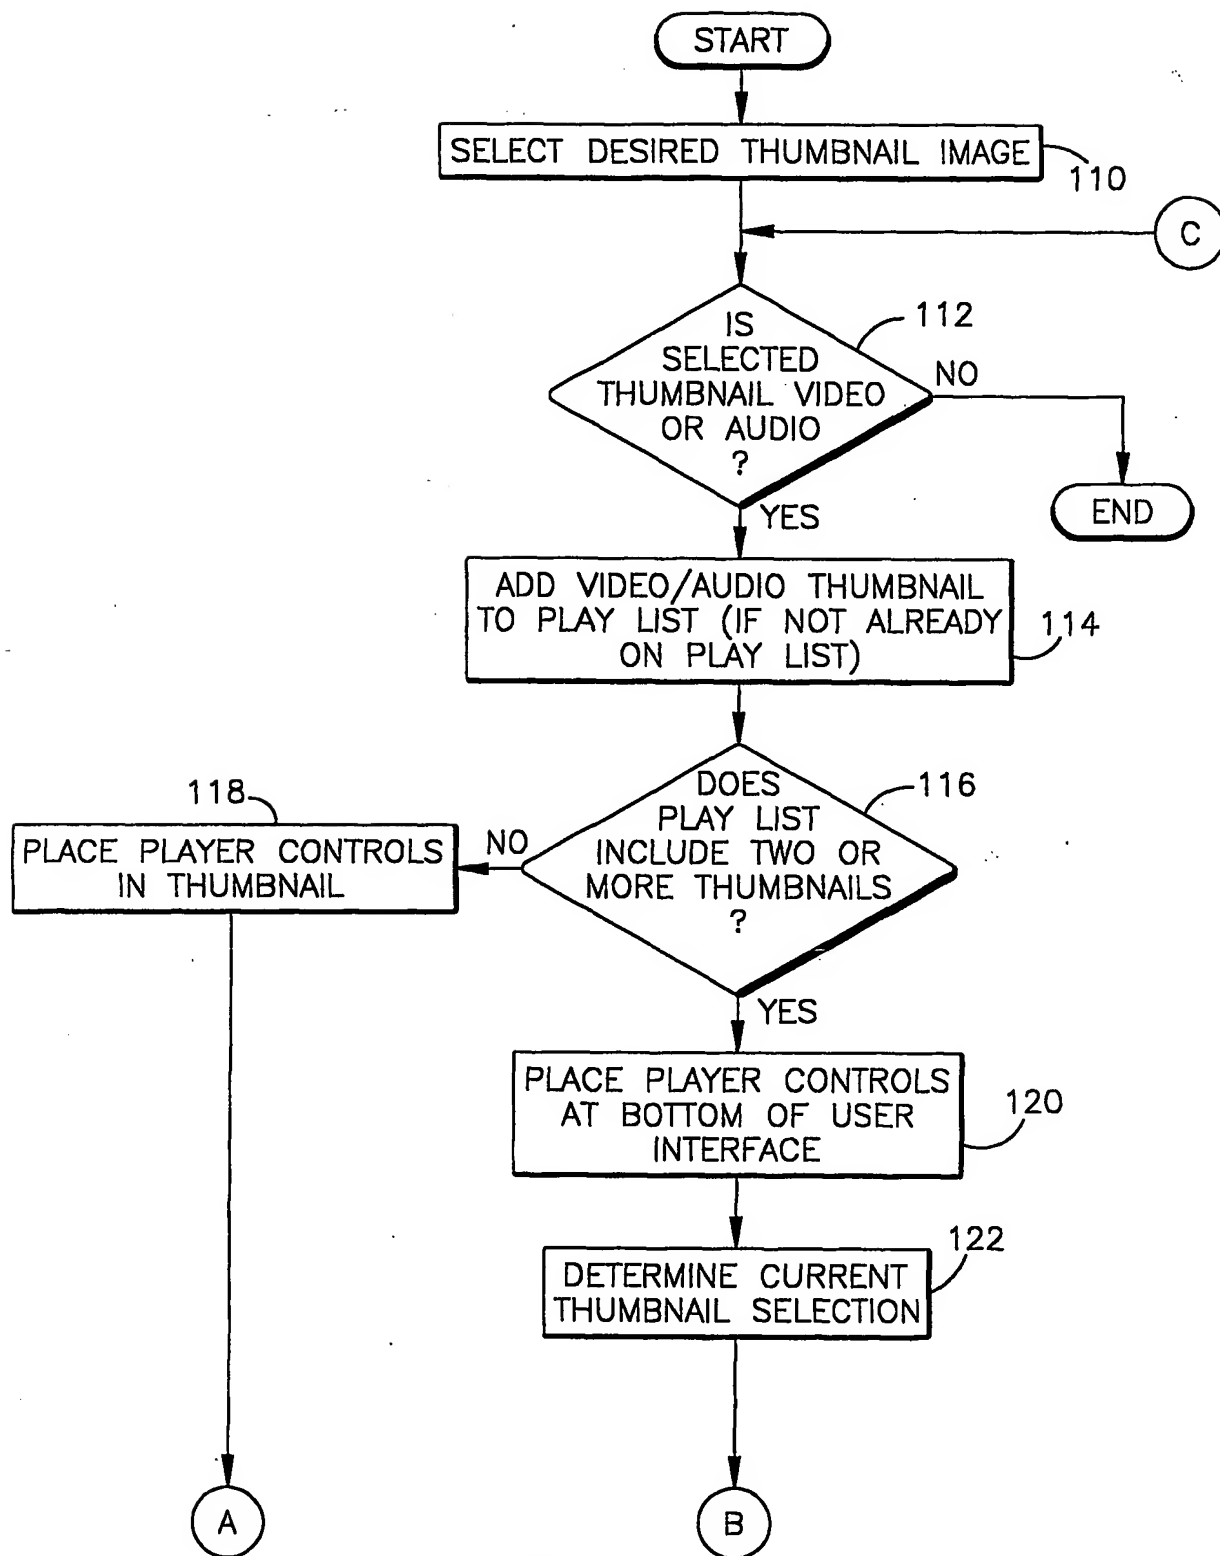 START
SELECT DESIRED THUMBNAIL IMAGE
110
C
112
IS
SELECTED
THUMBNAIL VIDEO
OR AUDIO
?
NO
YES
END
ADD VIDEO/AUDIO THUMBNAIL
TO PLAY LIST (IF NOT ALREADY
ON PLAY LIST)
114
116
DOES
PLAY LIST
INCLUDE TWO OR
MORE THUMBNAILS
?
NO
118
PLACE PLAYER CONTROLS
IN THUMBNAIL
YES
PLACE PLAYER CONTROLS
AT BOTTOM OF USER
INTERFACE
120
122
DETERMINE CURRENT
THUMBNAIL SELECTION
A
B